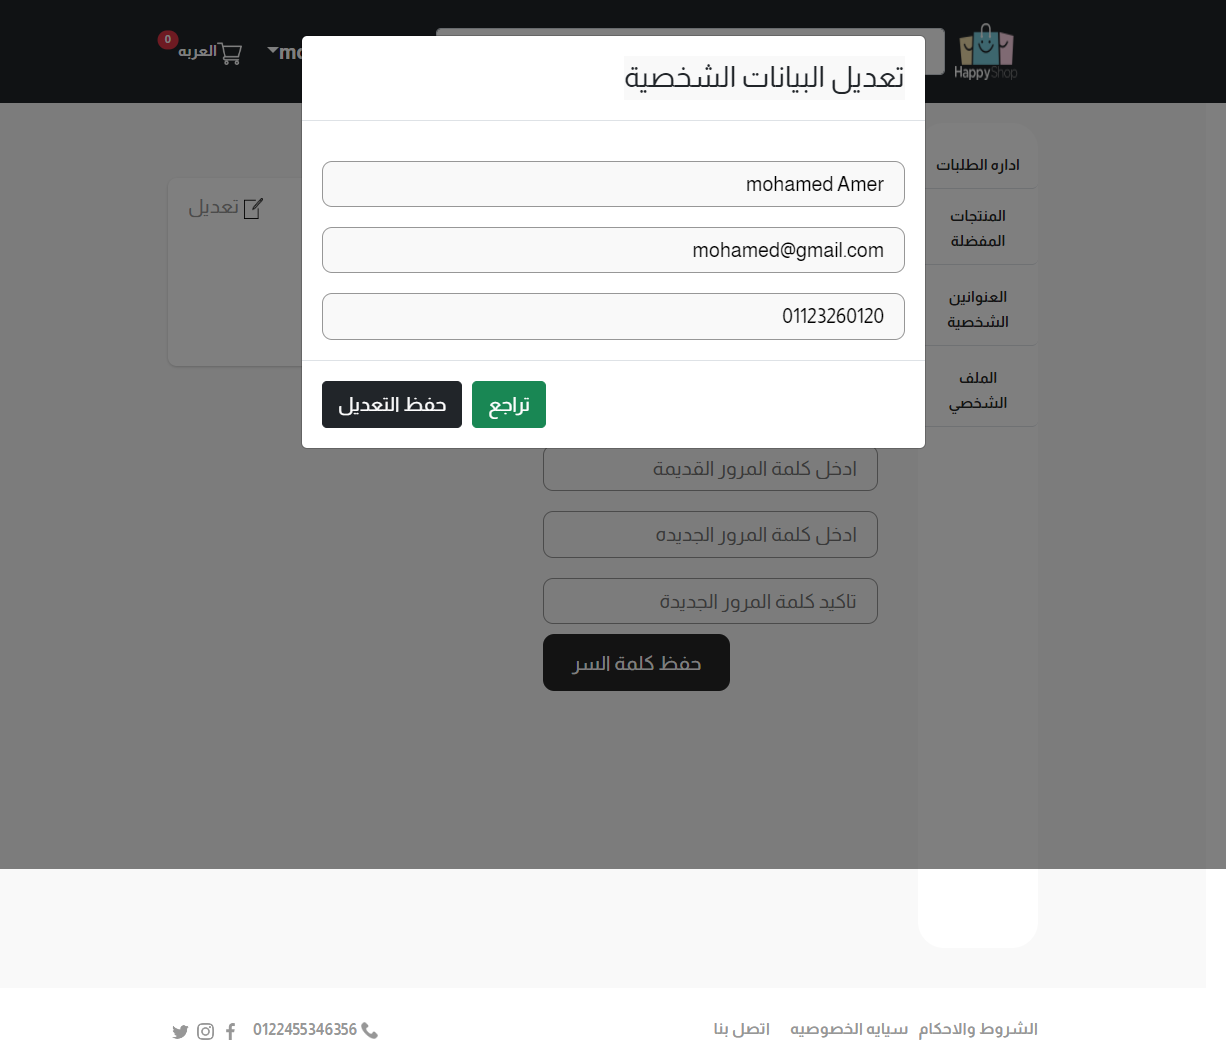 HappyShop
mo
العربه
0
تعديل البيانات الشخصية
mohamed Amer
mohamed@gmail.com
01123260120
تراجع
حفظ التعديل
اداره الطلبات
المنتجات
المفضلة
العنوانين
الشخصية
الملف
الشخصي
تعديل
ادخل كلمة المرور القديمة
ادخل كلمة المرور الجديده
تاكيد كلمة المرور الجديدة
حفظ كلمة السر
الشروط والاحكام
سيايه الخصوصيه
اتصل بنا
0122455346356